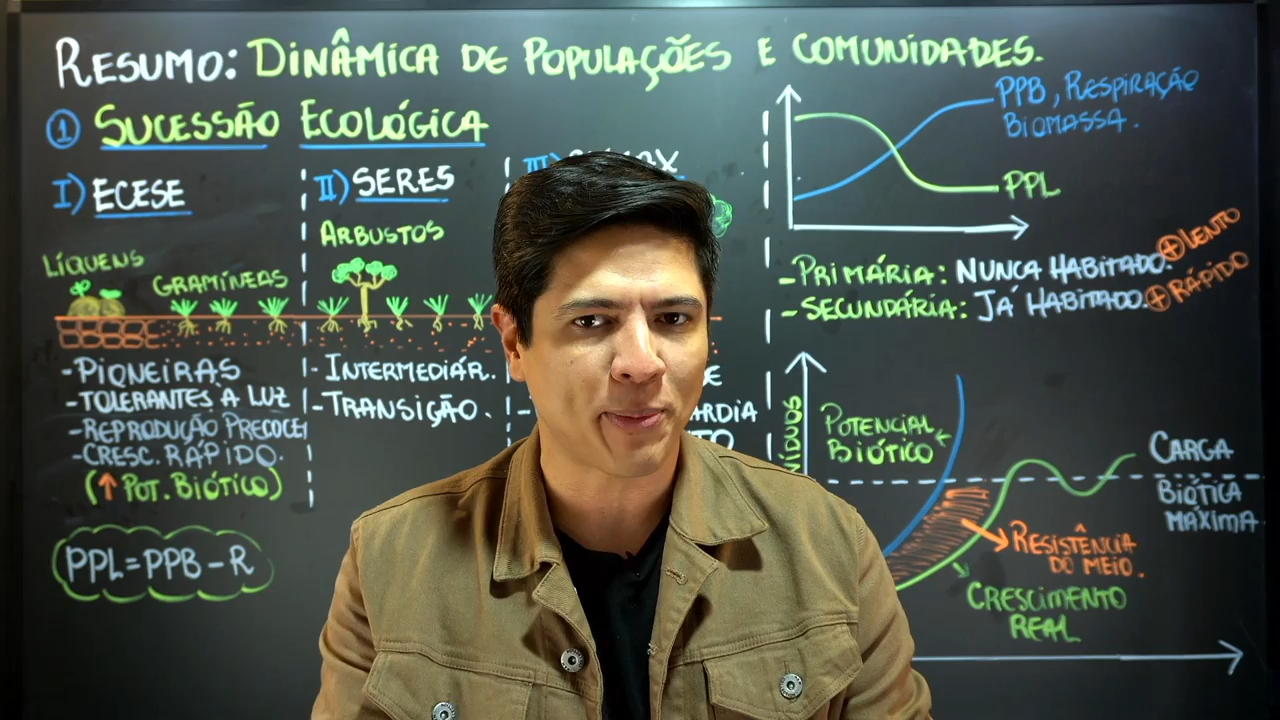 RESUMO: DINÂMICA DE POPULAÇÕES E COMUNIDADES.
① SUCESSÃO ECOLÓGICA
I) ECESE
LÍQUENS
GRAMÍNEAS
- PIONEIRAS
- TOLERANTES À LUZ
- REPRODUÇÃO PRECOCE
- CRESC. RÁPIDO.
(↑ POT. BIÓTICO)
PPL = PPB - R
II) SERES
ARBUSTOS
- INTERMEDIÁR.
- TRANSIÇÃO.
III)
PPB, RESPIRAÇÃO
BIOMASSA.
PPL
- PRIMÁRIA: NUNCA HABITADO. ⊕ LENTO
- SECUNDÁRIA: JÁ HABITADO. ⊕ RÁPIDO
POTENCIAL
BIÓTICO
CARGA
BIÓTICA
MÁXIMA
RESISTÊNCIA
DO MEIO.
CRESCIMENTO
REAL